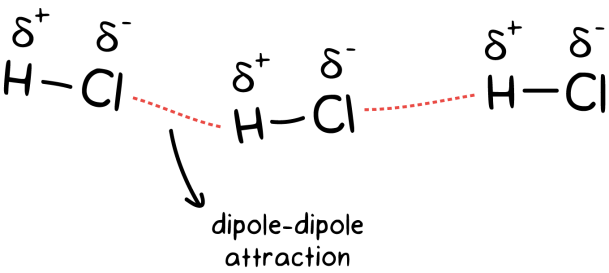 δ+ δ-
H-Cl
δ+ δ-
H-Cl
δ+ δ-
H-Cl
dipole-dipole
attraction